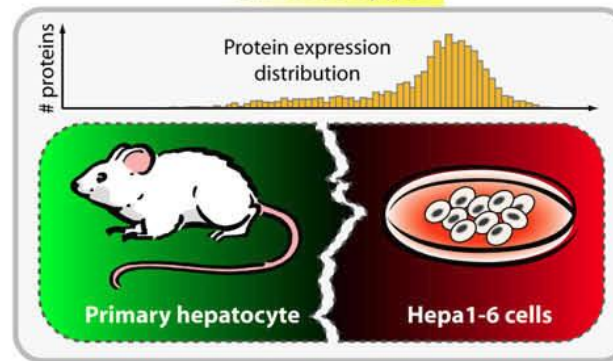 # proteins
Protein expression
distribution
Primary hepatocyte
Hepa1-6 cells